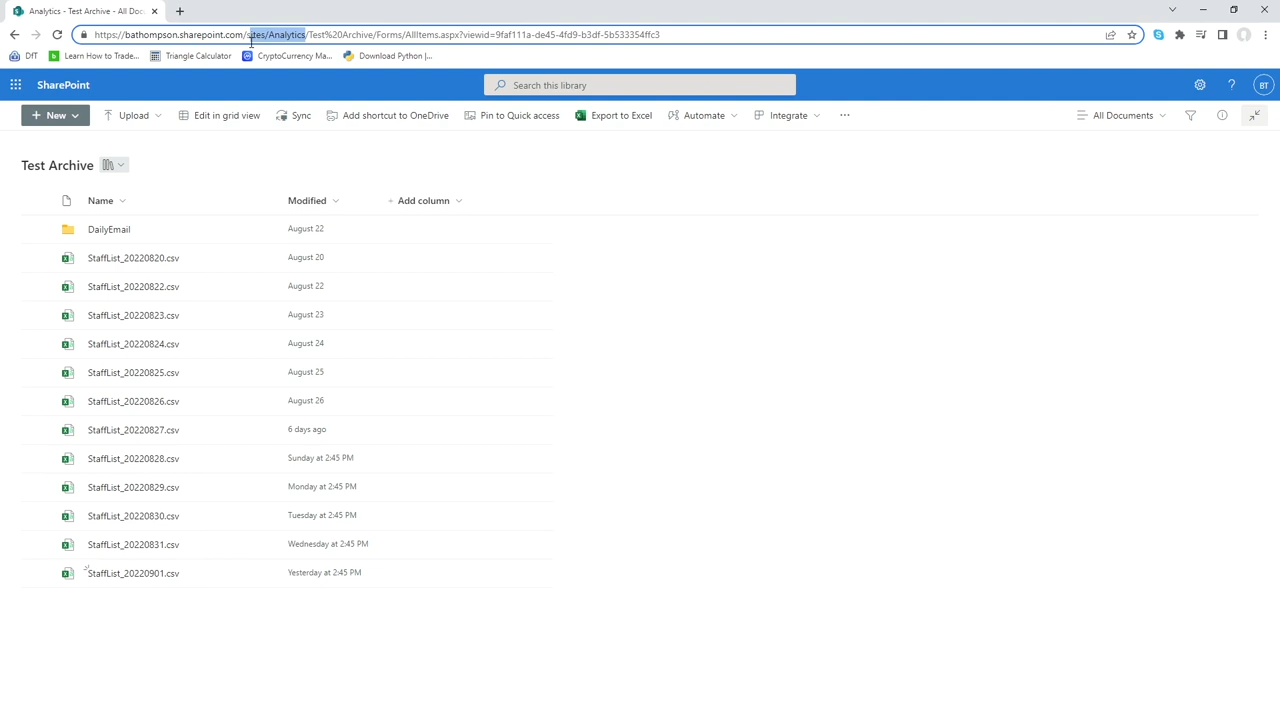 Analytics - Test Archive - All Doc
https://bathompson.sharepoint.com/sites/Analytics/Test%20Archive/Forms/AllItems.aspx?viewid=9faf111a-de45-4fd9-b3df-5b533354ffc3
DfT Learn How to Trade... Triangle Calculator CryptoCurrency Ma... Download Python |...
SharePoint Search this library ? BT
+ New Upload Edit in grid view Sync Add shortcut to OneDrive Pin to Quick access Export to Excel Automate Integrate ... All Documents
Test Archive
Name Modified + Add column
DailyEmail August 22
StaffList_20220820.csv August 20
StaffList_20220822.csv August 22
StaffList_20220823.csv August 23
StaffList_20220824.csv August 24
StaffList_20220825.csv August 25
StaffList_20220826.csv August 26
StaffList_20220827.csv 6 days ago
StaffList_20220828.csv Sunday at 2:45 PM
StaffList_20220829.csv Monday at 2:45 PM
StaffList_20220830.csv Tuesday at 2:45 PM
StaffList_20220831.csv Wednesday at 2:45 PM
StaffList_20220901.csv Yesterday at 2:45 PM